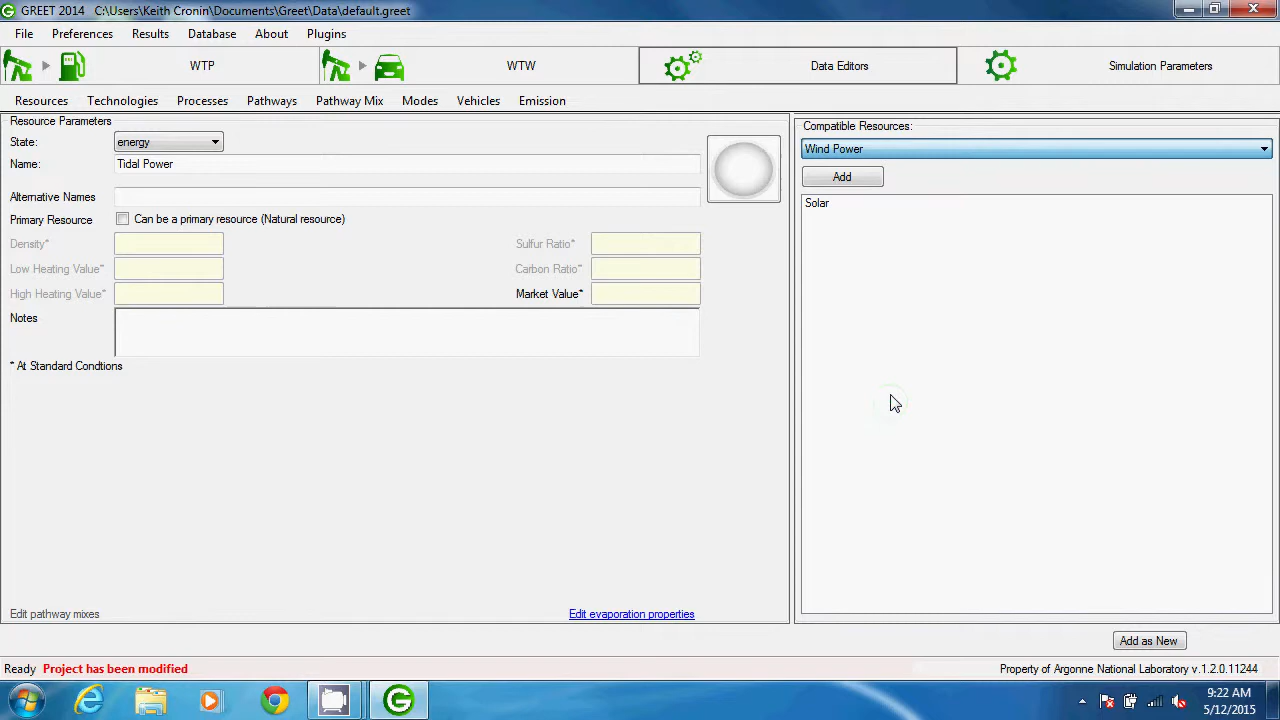 GREET 2014 C:\Users\Keith Cronin\Documents\Greet\Data\default.greet
File Preferences Results Database About Plugins
WTP WTW Data Editors Simulation Parameters
Resources Technologies Processes Pathways Pathway Mix Modes Vehicles Emission
Resource Parameters
State: energy
Name: Tidal Power
Alternative Names
Primary Resource Can be a primary resource (Natural resource)
Density* Sulfur Ratio*
Low Heating Value* Carbon Ratio*
High Heating Value* Market Value*
Notes
* At Standard Condtions
Edit pathway mixes Edit evaporation properties
Compatible Resources:
Wind Power
Add
Solar
Add as New
Ready Project has been modified Property of Argonne National Laboratory v.1.2.0.11244
9:22 AM
5/12/2015